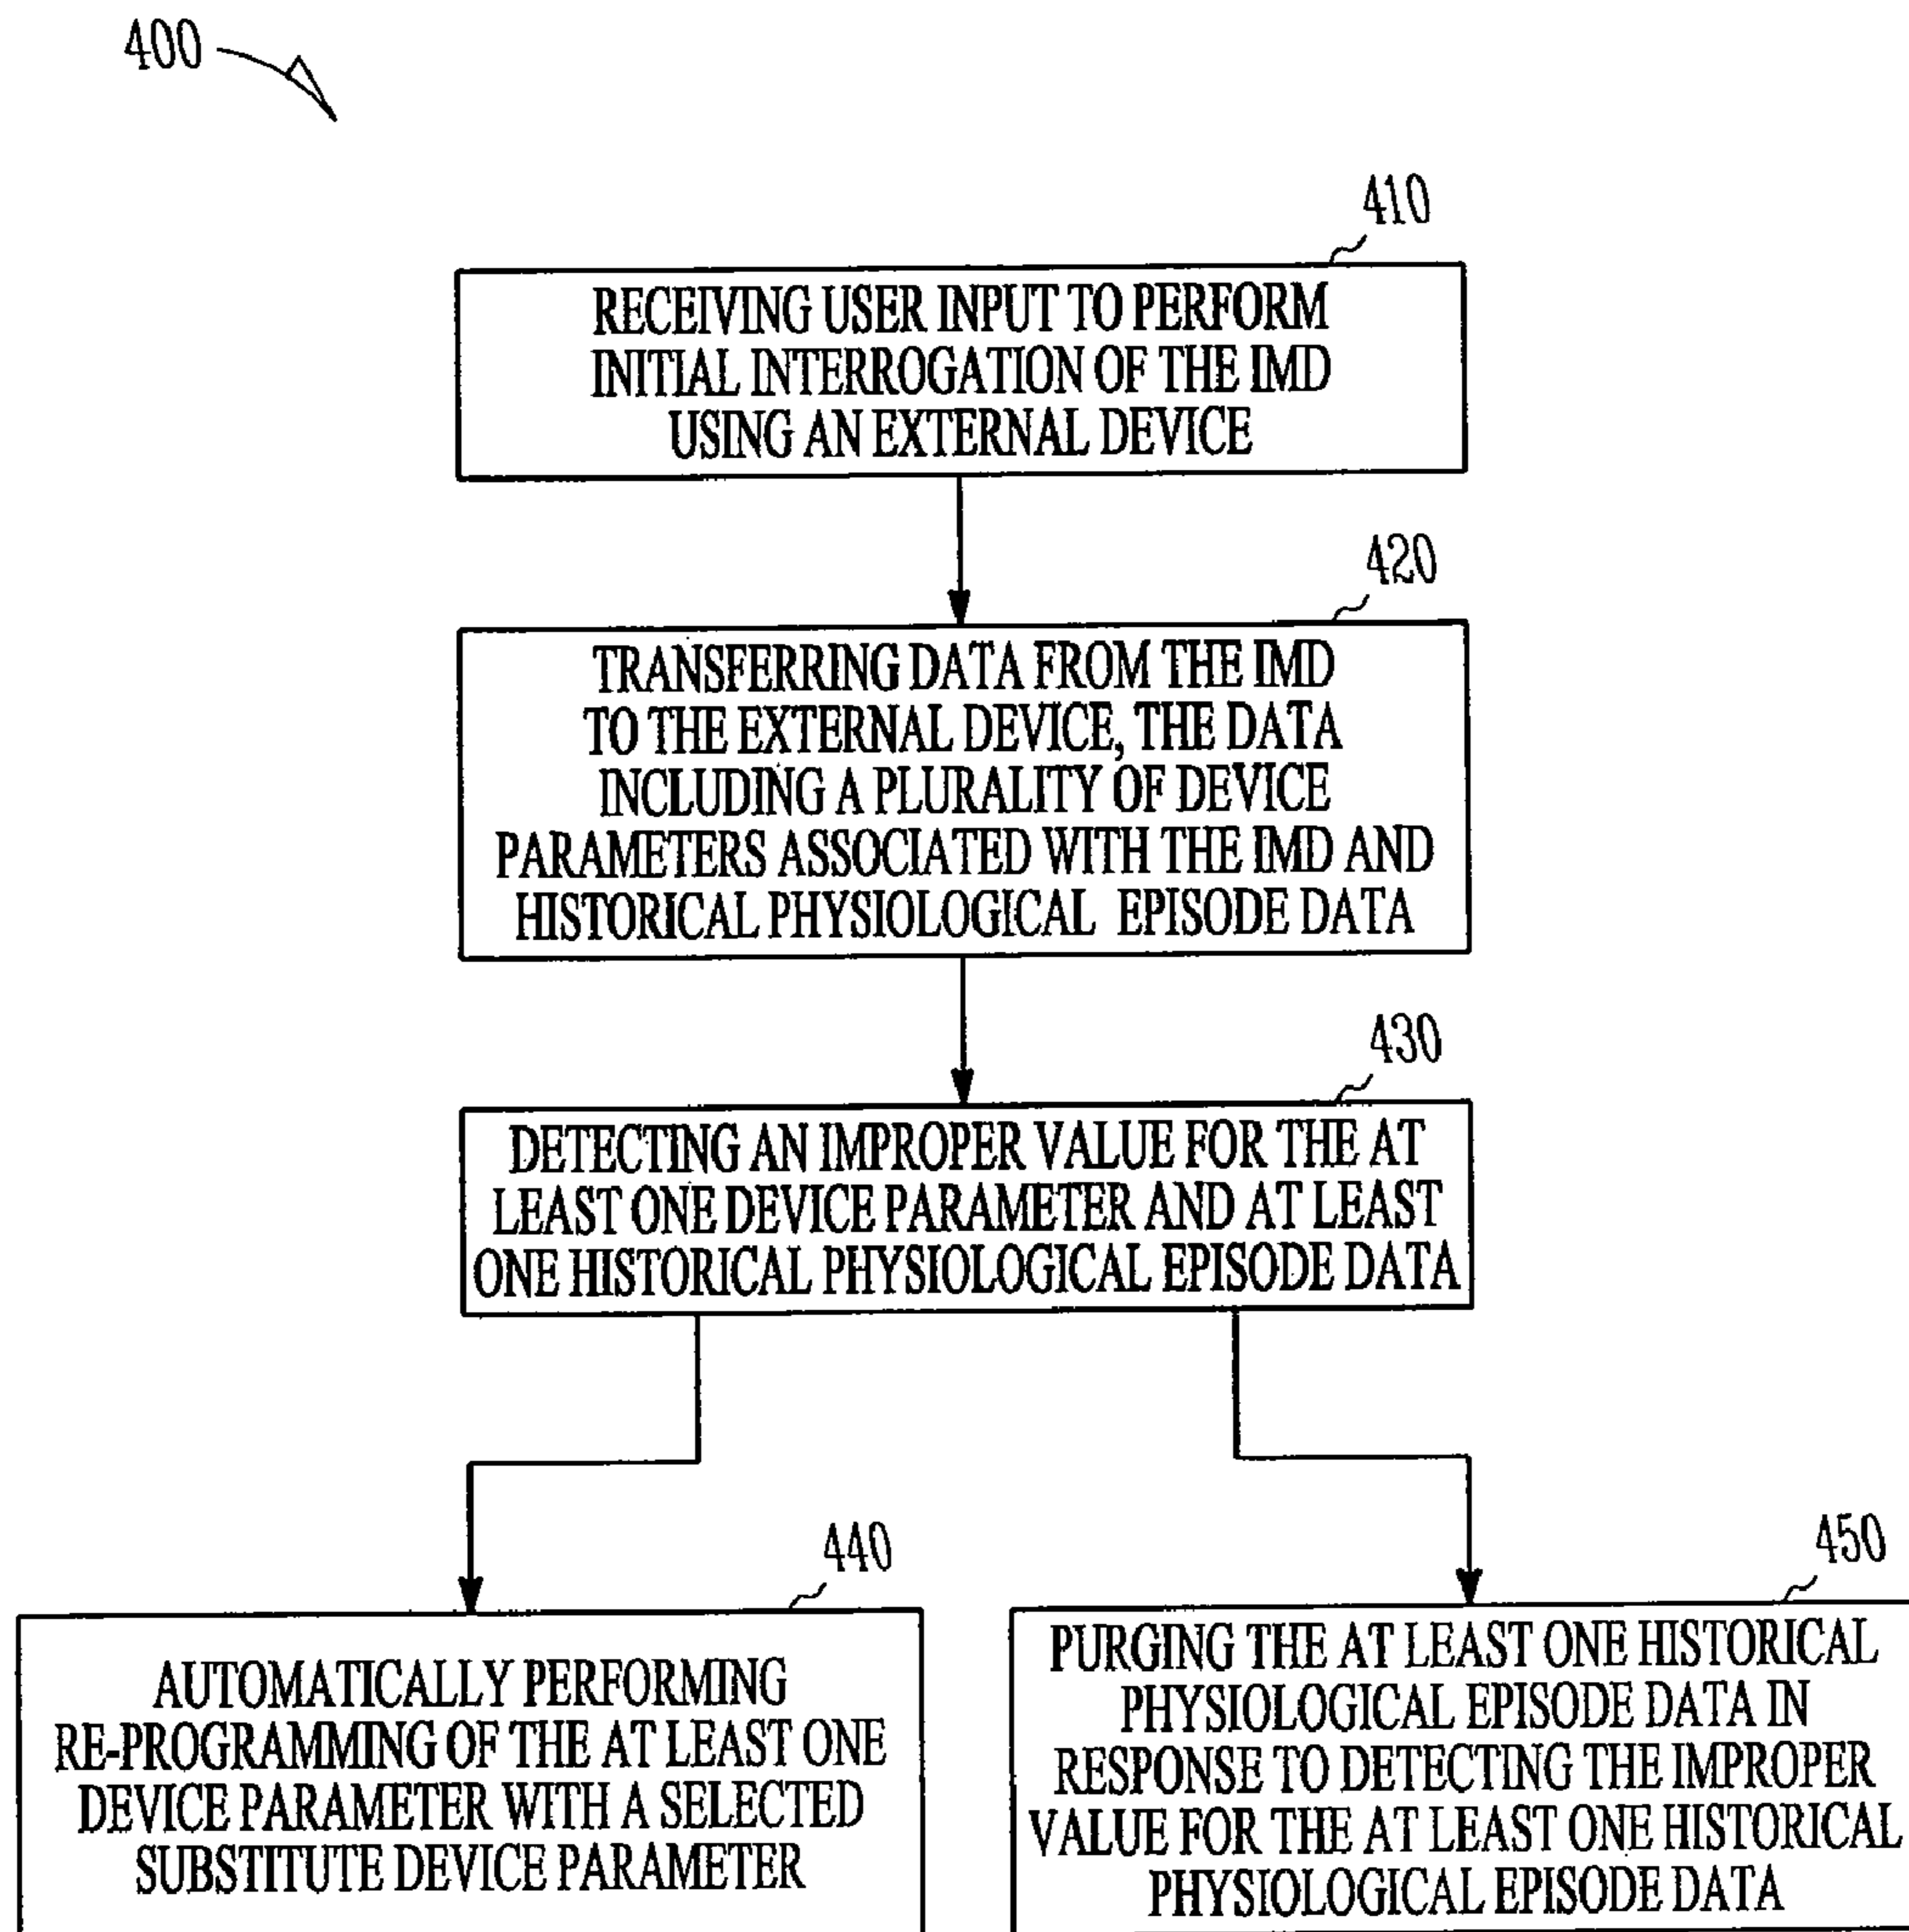 400
410
RECEIVING USER INPUT TO PERFORM
INITIAL INTERROGATION OF THE IMD
USING AN EXTERNAL DEVICE
420
TRANSFERRING DATA FROM THE IMD
TO THE EXTERNAL DEVICE, THE DATA
INCLUDING A PLURALITY OF DEVICE
PARAMETERS ASSOCIATED WITH THE IMD AND
HISTORICAL PHYSIOLOGICAL EPISODE DATA
430
DETECTING AN IMPROPER VALUE FOR THE AT
LEAST ONE DEVICE PARAMETER AND AT LEAST
ONE HISTORICAL PHYSIOLOGICAL EPISODE DATA
440
AUTOMATICALLY PERFORMING
RE-PROGRAMMING OF THE AT LEAST ONE
DEVICE PARAMETER WITH A SELECTED
SUBSTITUTE DEVICE PARAMETER
450
PURGING THE AT LEAST ONE HISTORICAL
PHYSIOLOGICAL EPISODE DATA IN
RESPONSE TO DETECTING THE IMPROPER
VALUE FOR THE AT LEAST ONE HISTORICAL
PHYSIOLOGICAL EPISODE DATA